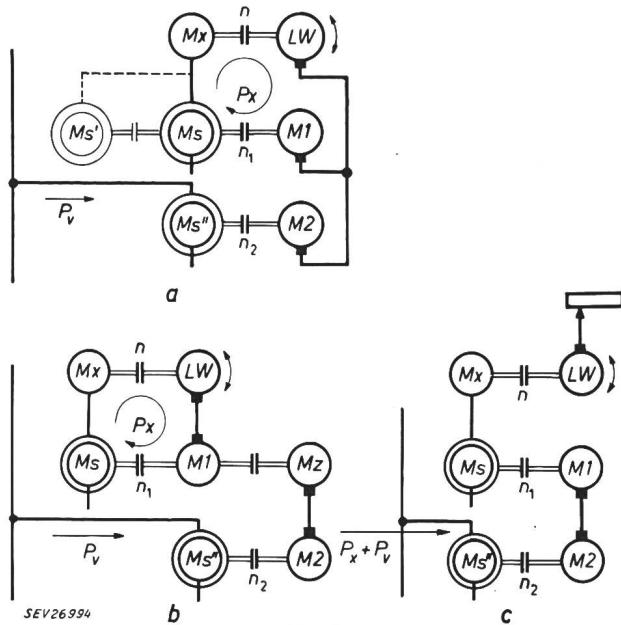 Mx n LW
Px
Ms' Ms M1
n₁
Pv
Ms" M2
n₂
a
Mx n LW
Px
Ms M1 Mz
n₁
Pv
Ms" M2
n₂
b
Px + Pv
Mx LW
n
Ms M1
n₁
Ms" M2
n₂
c
SEV26994